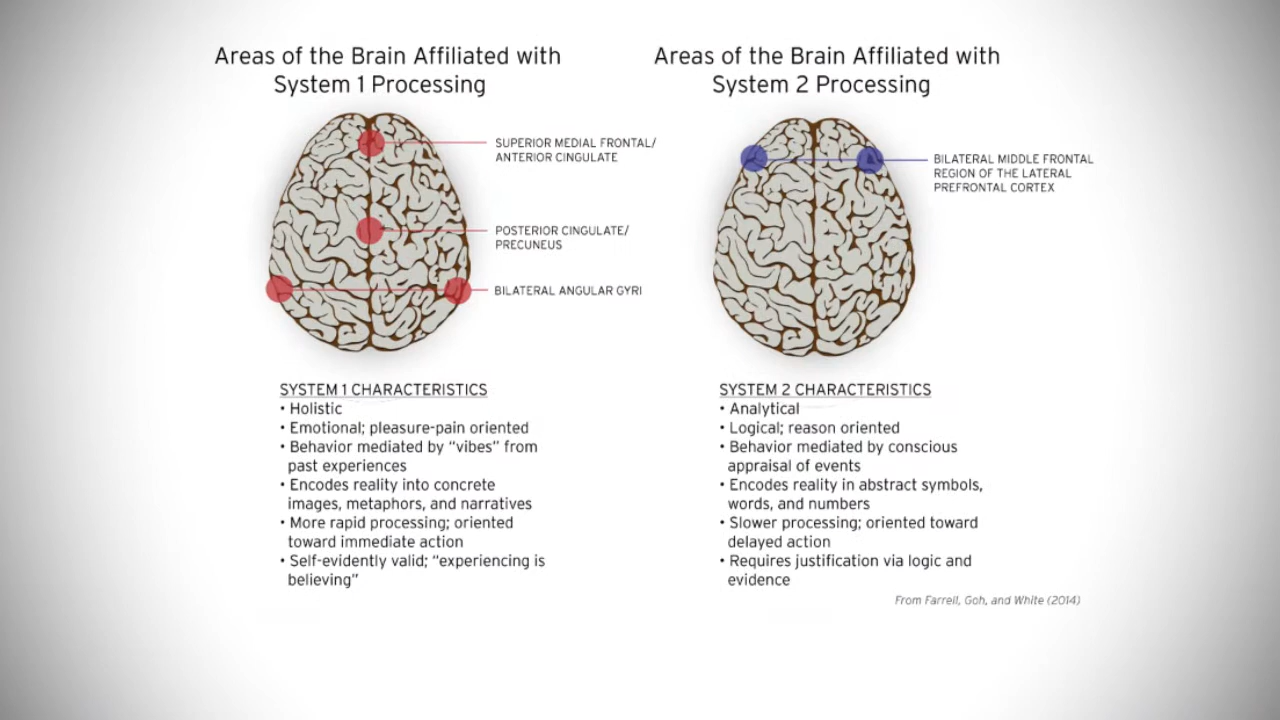 Areas of the Brain Affiliated with
System 1 Processing
SUPERIOR MEDIAL FRONTAL/
ANTERIOR CINGULATE
POSTERIOR CINGULATE/
PRECUNEUS
BILATERAL ANGULAR GYRI
SYSTEM 1 CHARACTERISTICS
• Holistic
• Emotional; pleasure-pain oriented
• Behavior mediated by “vibes” from
past experiences
• Encodes reality into concrete
images, metaphors, and narratives
• More rapid processing; oriented
toward immediate action
• Self-evidently valid; “experiencing is
believing”
Areas of the Brain Affiliated with
System 2 Processing
BILATERAL MIDDLE FRONTAL
REGION OF THE LATERAL
PREFRONTAL CORTEX
SYSTEM 2 CHARACTERISTICS
• Analytical
• Logical; reason oriented
• Behavior mediated by conscious
appraisal of events
• Encodes reality in abstract symbols,
words, and numbers
• Slower processing; oriented toward
delayed action
• Requires justification via logic and
evidence
From Farrell, Goh, and White (2014)